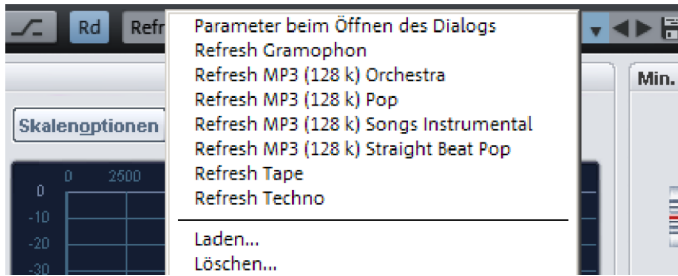 Rd Refr
Parameter beim Öffnen des Dialogs
Refresh Gramophon
Refresh MP3 (128 k) Orchestra
Refresh MP3 (128 k) Pop
Refresh MP3 (128 k) Songs Instrumental
Refresh MP3 (128 k) Straight Beat Pop
Refresh Tape
Refresh Techno
Laden...
Löschen...
Min.
Skalenoptionen
0 2500
0
-10
-20
-30